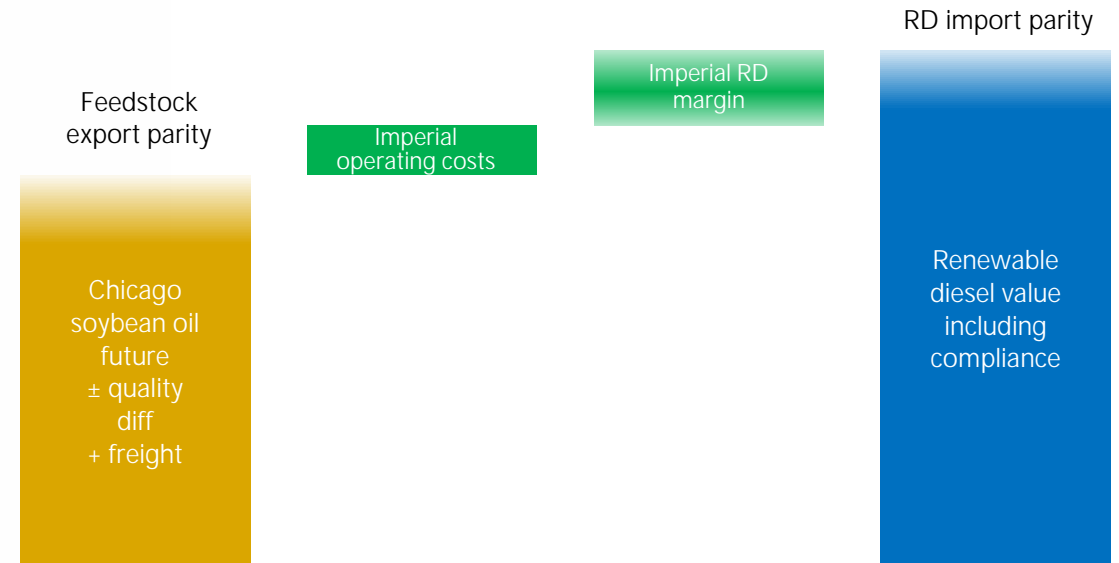 Feedstock
export parity
Chicago
soybean oil
future
± quality
diff
+ freight
Imperial
operating costs
Imperial RD
margin
RD import parity
Renewable
diesel value
including
compliance